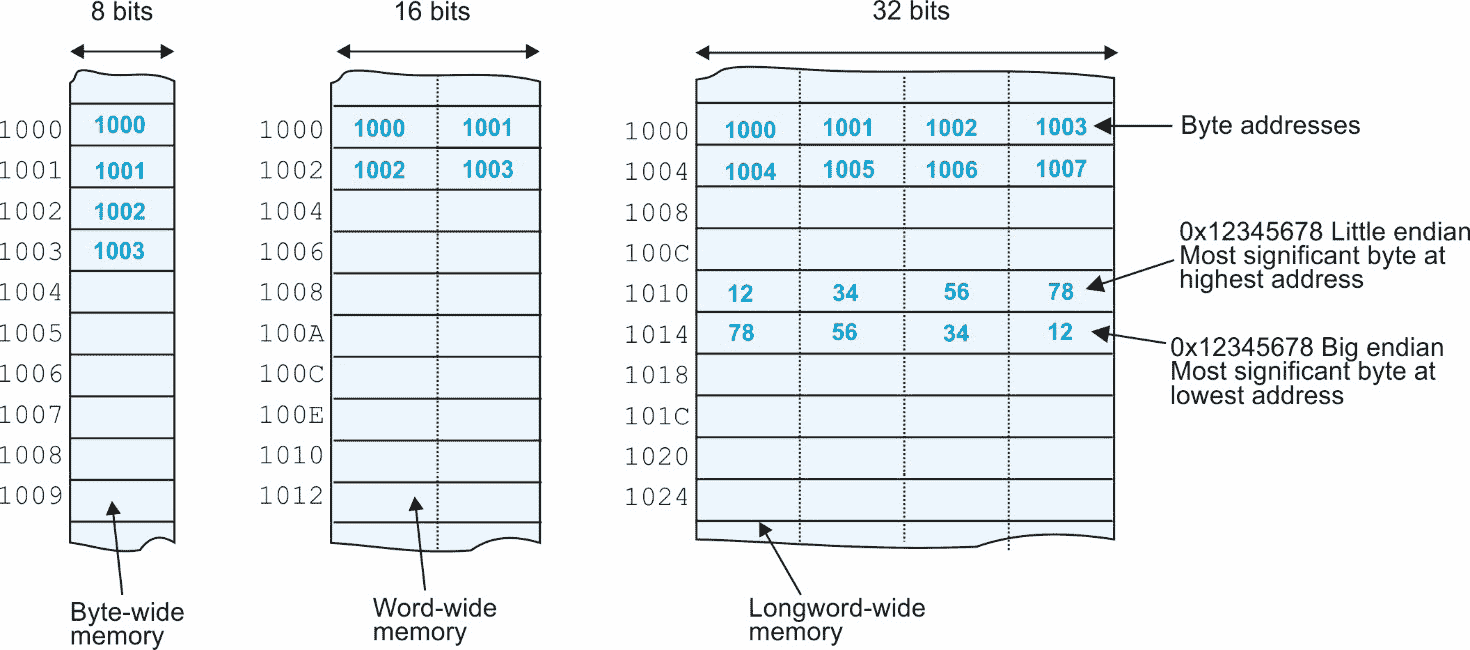 8 bits 16 bits 32 bits
1000 1000 1000 1000 1001 1000 1000 1001 1002 1003 Byte addresses
1001 1001 1002 1002 1003 1004 1004 1005 1006 1007
1002 1002 1004 1008
1003 1003 1006 100C
1004 1008 1010 12 34 56 78
1005 100A 1014 78 56 34 12
1006 100C 1018
1007 100E 101C
1008 1010 1020
1009 1012 1024
0x12345678 Little endian
Most significant byte at
highest address
0x12345678 Big endian
Most significant byte at
lowest address
Byte-wide
memory
Word-wide
memory
Longword-wide
memory